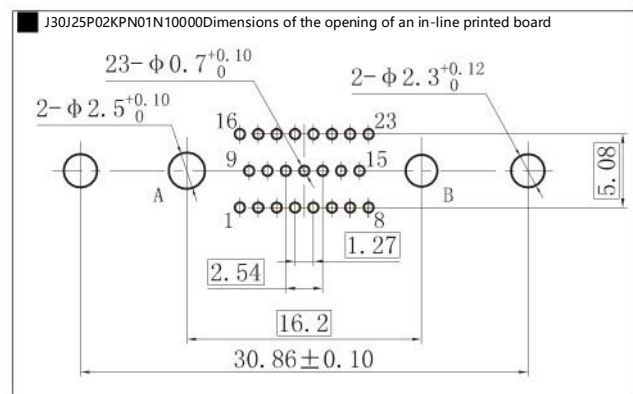 J30J25P02KPN01N10000Dimensions of the opening of an in-line printed board
23-φ0.7+0.10 0
2-φ2.3+0.12 0
2-φ2.5+0.10 0
16 23
9 15
A B
5.08
1 8
1.27
2.54
16.2
30.86±0.10